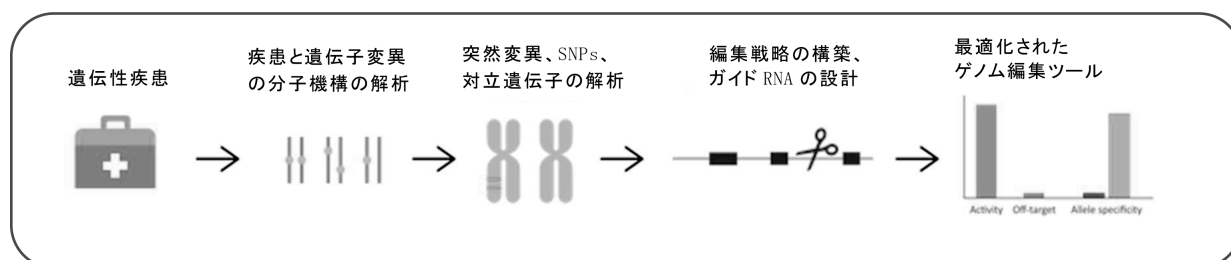 遺伝性疾患
疾患と遺伝子変異
の分子機構の解析
突然変異、SNPs、
対立遺伝子の解析
編集戦略の構築、
ガイド RNA の設計
最適化された
ゲノム編集ツール
Activity Off-target Allele specificity